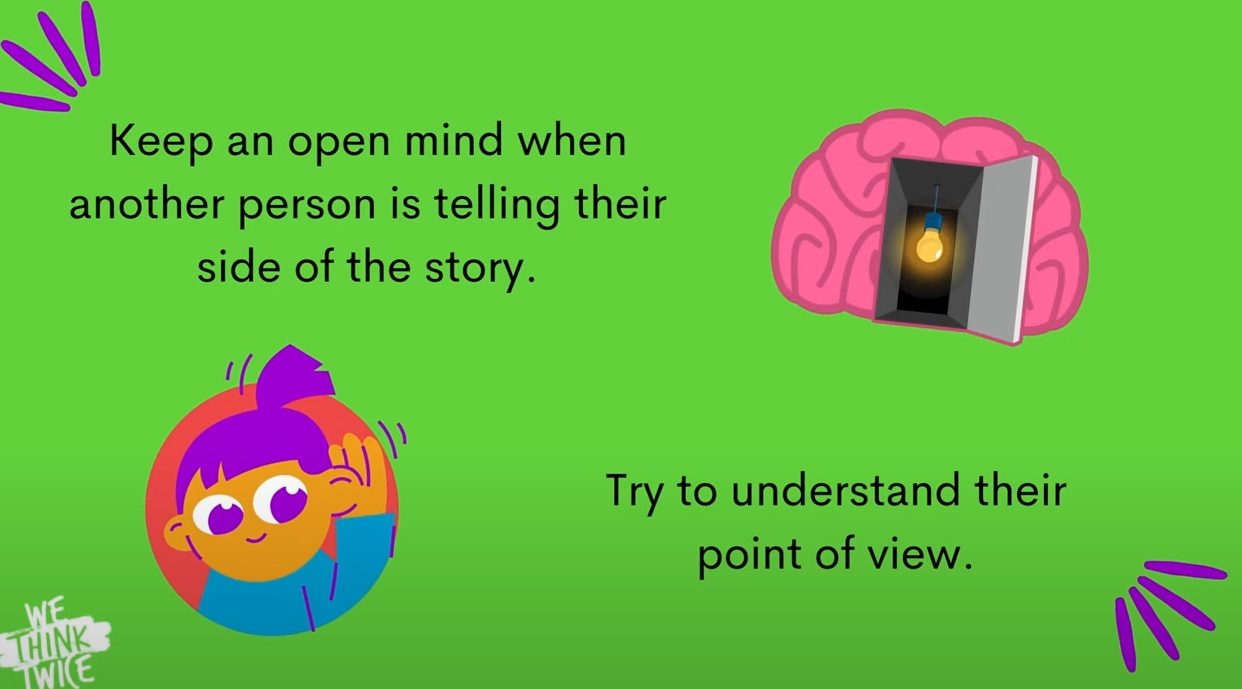 Keep an open mind when
another person is telling their
side of the story.
Try to understand their
point of view.
WE
THINK
TWICE